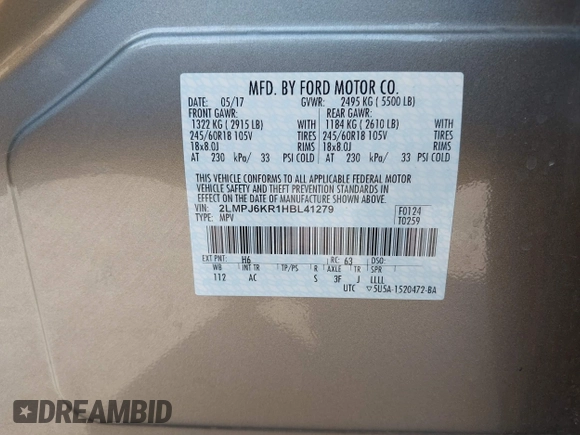 MFD. BY FORD MOTOR CO.
DATE: 05/17 GVWR: 2495 KG ( 5500 LB)
FRONT GAWR: REAR GAWR:
1322 KG ( 2915 LB) WITH 1184 KG ( 2610 LB) WITH
245/60R18 105V TIRES 245/60R18 105V TIRES
18x8.0J RIMS 18x8.0J RIMS
AT 230 kPa/ 33 PSI COLD AT 230 kPa/ 33 PSI COLD
THIS VEHICLE CONFORMS TO ALL APPLICABLE FEDERAL MOTOR
VEHICLE SAFETY AND THEFT PREVENTION STANDARDS IN
EFFECT ON THE DATE OF MANUFACTURE SHOWN ABOVE.
VIN: 2LMPJ6KR1HBL41279 F0124
TYPE: MPV T0259
EXT PNT: H6 RC: 63 DSO:
WB INT TR TP/PS R AXLE TR SPR
112 AC S 3F J LLLL
UTC ▽5U5A-1520472-BA
DREAMBID